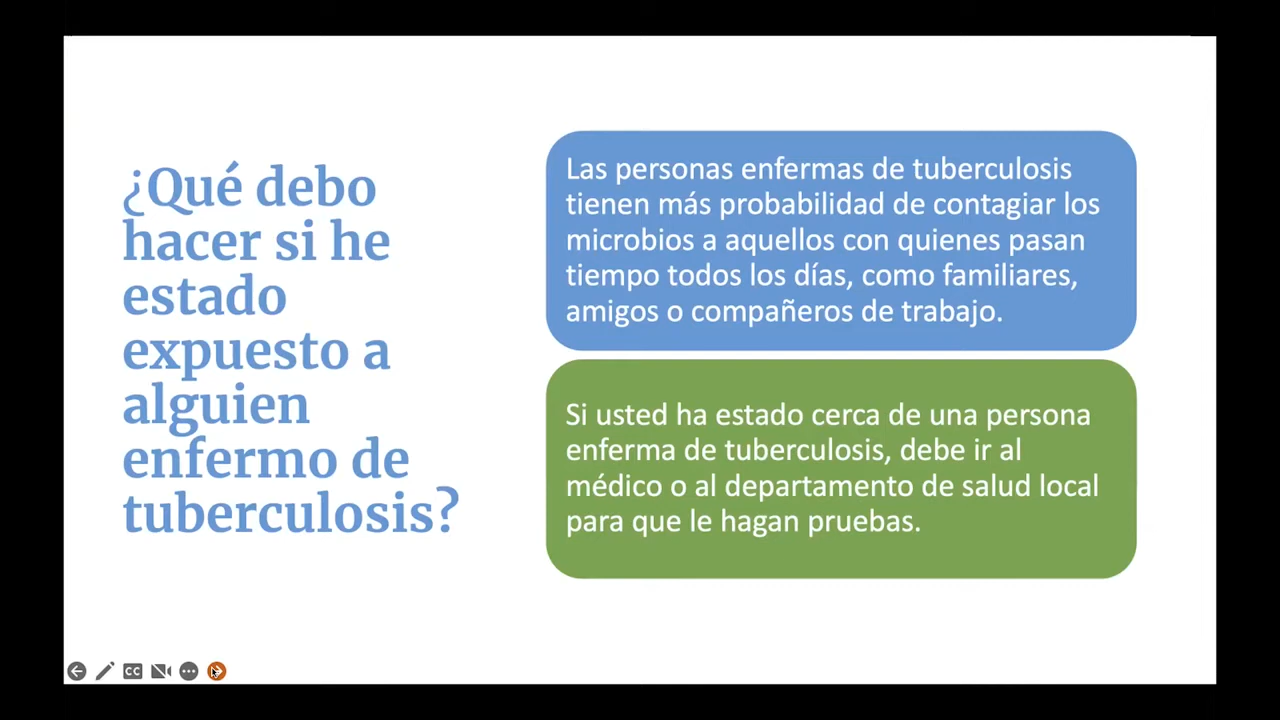 ¿Qué debo
hacer si he
estado
expuesto a
alguien
enfermo de
tuberculosis?
Las personas enfermas de tuberculosis
tienen más probabilidad de contagiar los
microbios a aquellos con quienes pasan
tiempo todos los días, como familiares,
amigos o compañeros de trabajo.
Si usted ha estado cerca de una persona
enferma de tuberculosis, debe ir al
médico o al departamento de salud local
para que le hagan pruebas.
CC